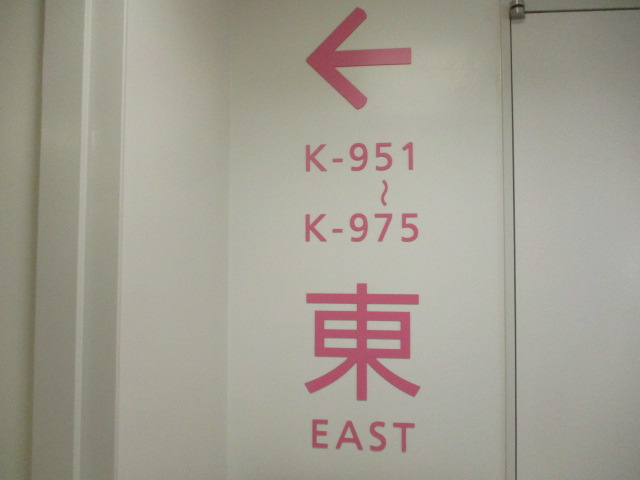 ←
K-951
~
K-975
東
EAST